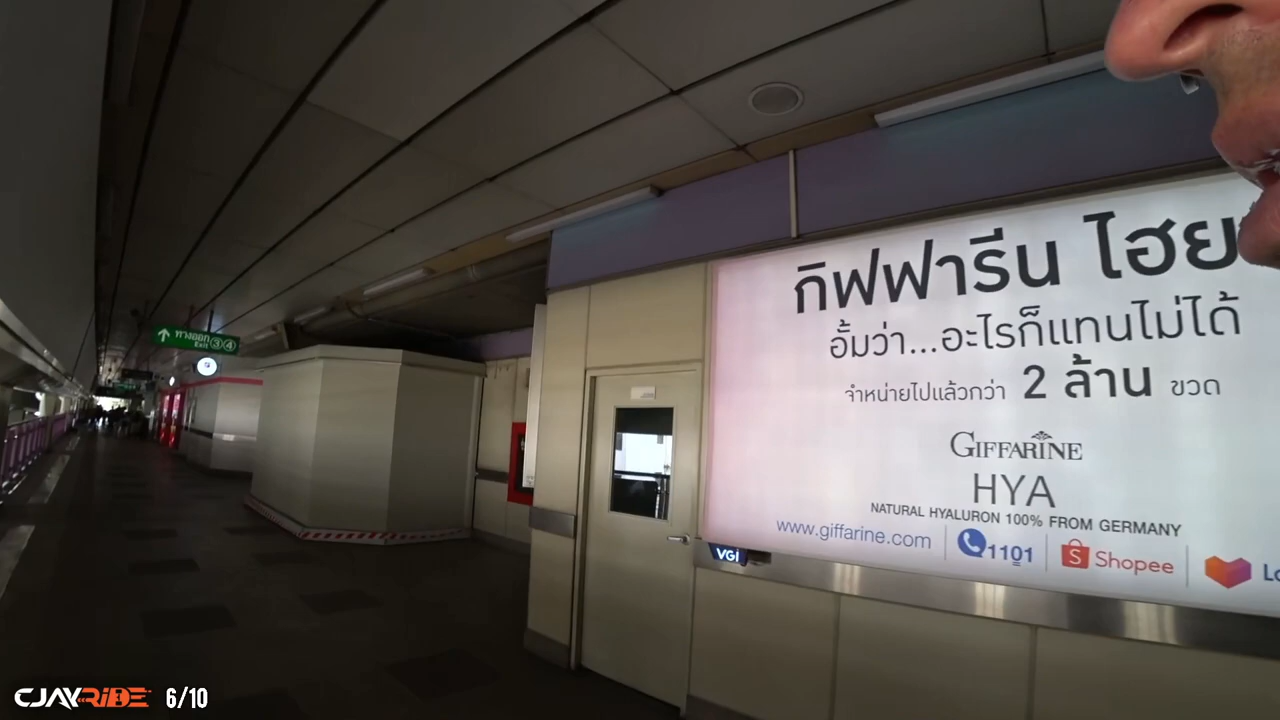 ทางออก
Exit 3 4
กิฟฟารีน ไฮย
อั้มว่า...อะไรก็แทนไม่ได้
จำหน่ายไปแล้วกว่า 2 ล้าน ขวด
GIFFARINE
HYA
NATURAL HYALURON 100% FROM GERMANY
www.giffarine.com
1101
Shopee
VGI
CJAYRIDE 6/10